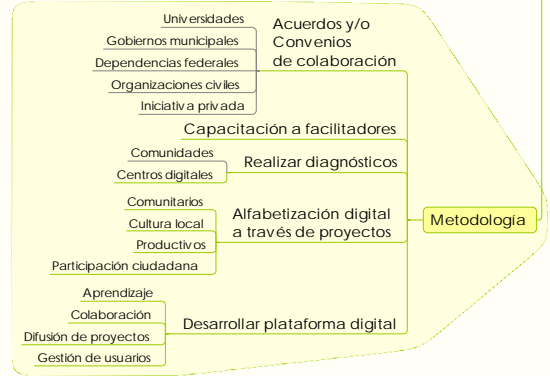 Universidades
Gobiernos municipales
Dependencias federales
Organizaciones civiles
Iniciativa privada
Acuerdos y/o
Convenios
de colaboración
Capacitación a facilitadores
Comunidades
Centros digitales
Realizar diagnósticos
Comunitarios
Cultura local
Productivos
Participación ciudadana
Alfabetización digital
a través de proyectos
Metodología
Aprendizaje
Colaboración
Difusión de proyectos
Gestión de usuarios
Desarrollar plataforma digital